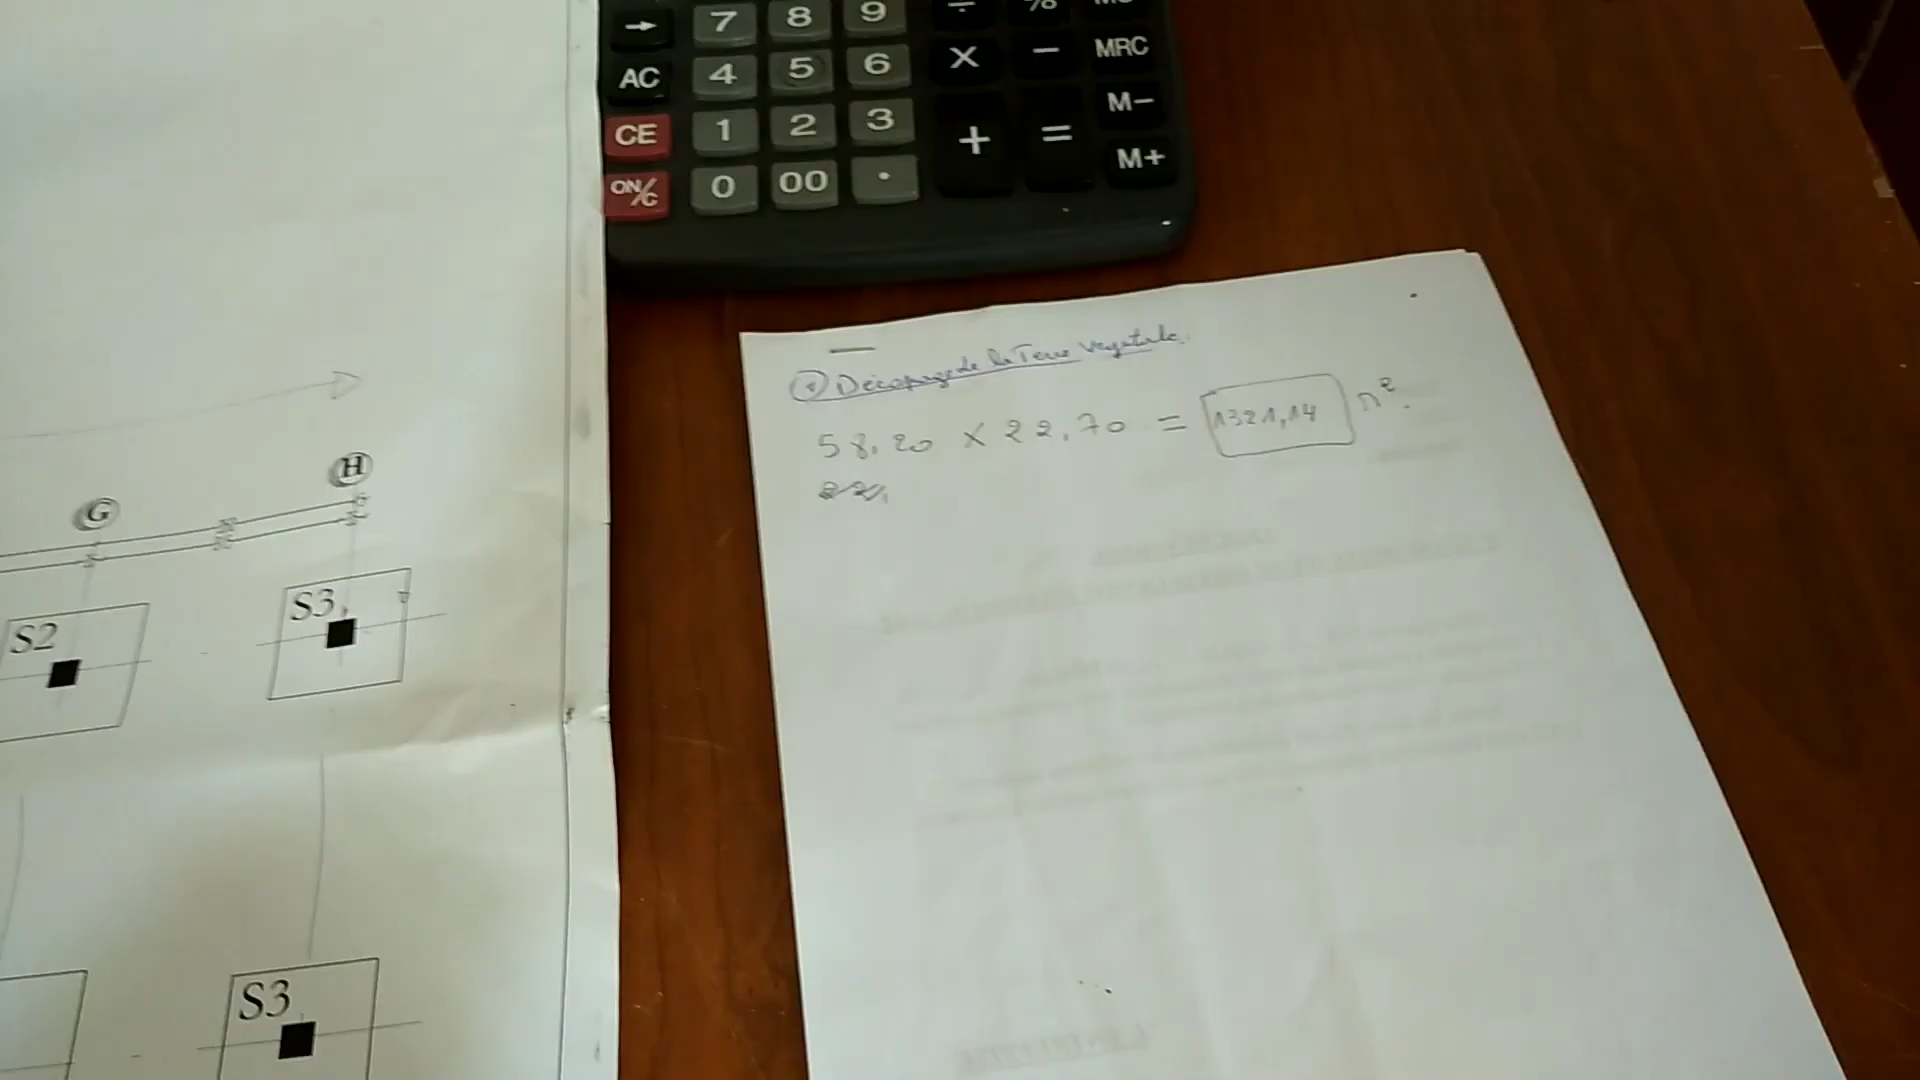 → 7 8 9 ÷ %
AC 4 5 6 X − MRC
CE 1 2 3 + = M−
ON/C 0 00 . M+
① Décapage de la Terre végétale.
58,20 x 22,70 = 1321,14 m².
22,
H
G
S3
S2
S3